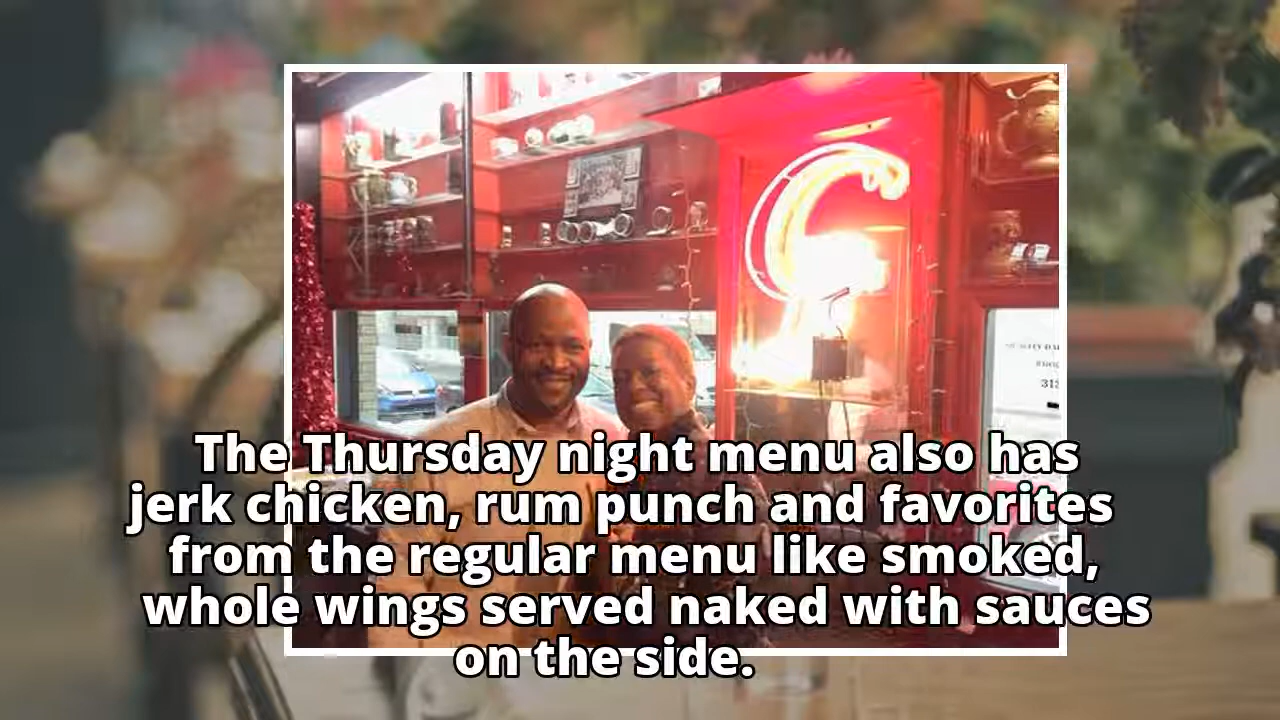 The Thursday night menu also has
jerk chicken, rum punch and favorites
from the regular menu like smoked,
whole wings served naked with sauces
on the side.